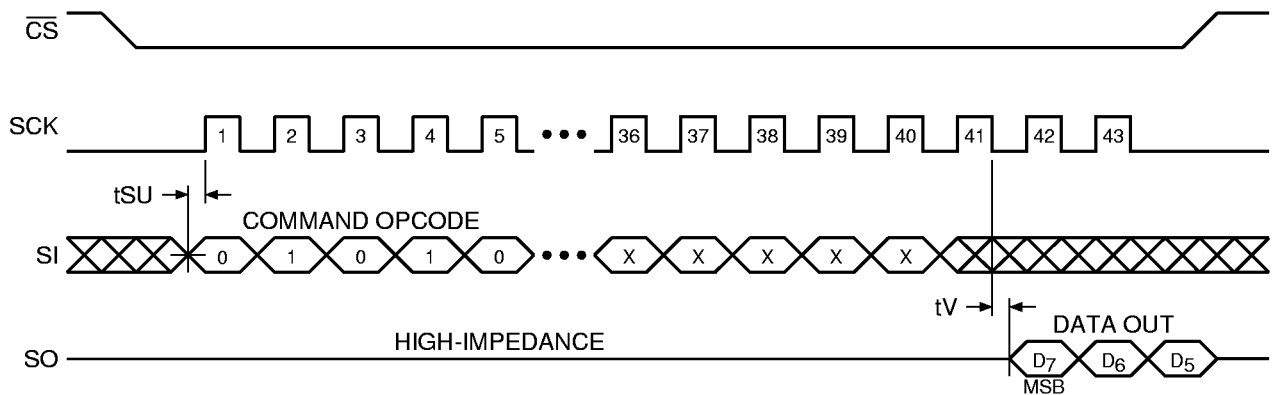 CS
SCK 1 2 3 4 5 ••• 36 37 38 39 40 41 42 43
tSU
COMMAND OPCODE
SI 0 1 0 1 0 ••• X X X X X
tV
HIGH-IMPEDANCE
DATA OUT
SO D7 D6 D5
MSB